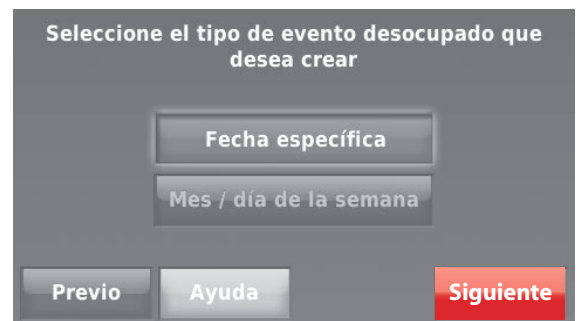 Seleccione el tipo de evento desocupado que
desea crear
Fecha específica
Mes / día de la semana
Previo
Ayuda
Siguiente